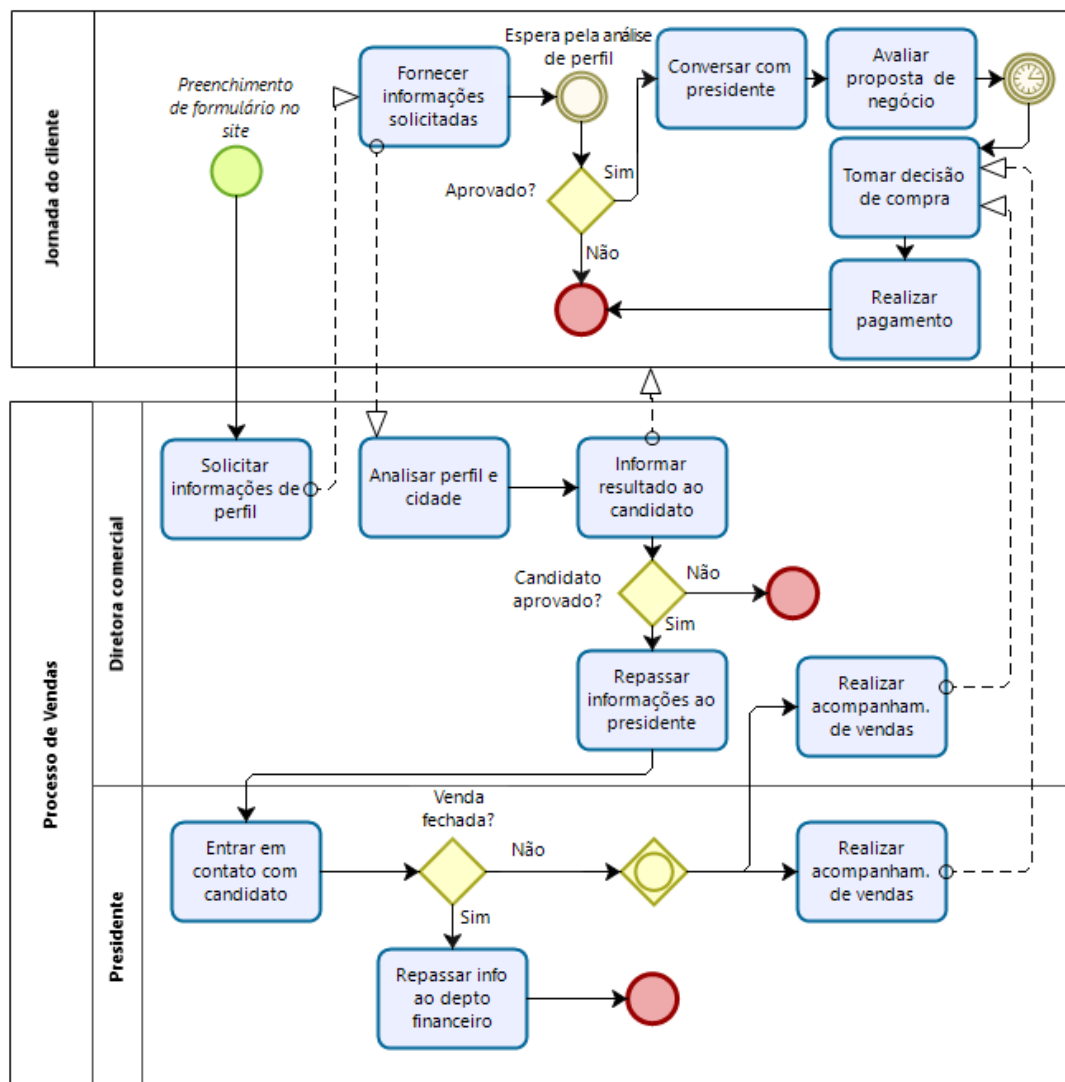 Jornada do cliente
Preenchimento
de formulário no
site
Fornecer
informações
solicitadas
Espera pela análise
de perfil
Aprovado?
Sim
Não
Conversar com
presidente
Avaliar
proposta de
negócio
Tomar decisão
de compra
Realizar
pagamento
Processo de Vendas
Diretora comercial
Solicitar
informações de
perfil
Analisar perfil e
cidade
Informar
resultado ao
candidato
Candidato
aprovado?
Não
Sim
Repassar
informações ao
presidente
Realizar
acompanham.
de vendas
Presidente
Entrar em
contato com
candidato
Venda
fechada?
Não
Sim
Realizar
acompanham.
de vendas
Repassar info
ao depto
financeiro